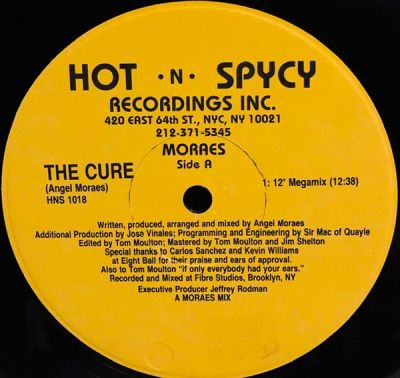 HOT · N · SPYCY
RECORDINGS INC.
420 EAST 64th ST., NYC, NY 10021
212-371-5345
MORAES
Side A
THE CURE
(Angel Moraes)
HNS 1018
1: 12" Megamix (12:38)
Written, produced, arranged and mixed by Angel Moraes
Additional Production by Jose Vinales; Programming and Engineering by Sir Mac of Quayle
Edited by Tom Moulton; Mastered by Tom Moulton and Jim Shelton
Special thanks to Carlos Sanchez and Kevin Williams
at Eight Ball for their praise and ears of approval.
Also to Tom Moulton "if only everybody had your ears."
Recorded and Mixed at Fibre Studios, Brooklyn, NY
Executive Producer Jeffrey Rodman
A MORAES MIX